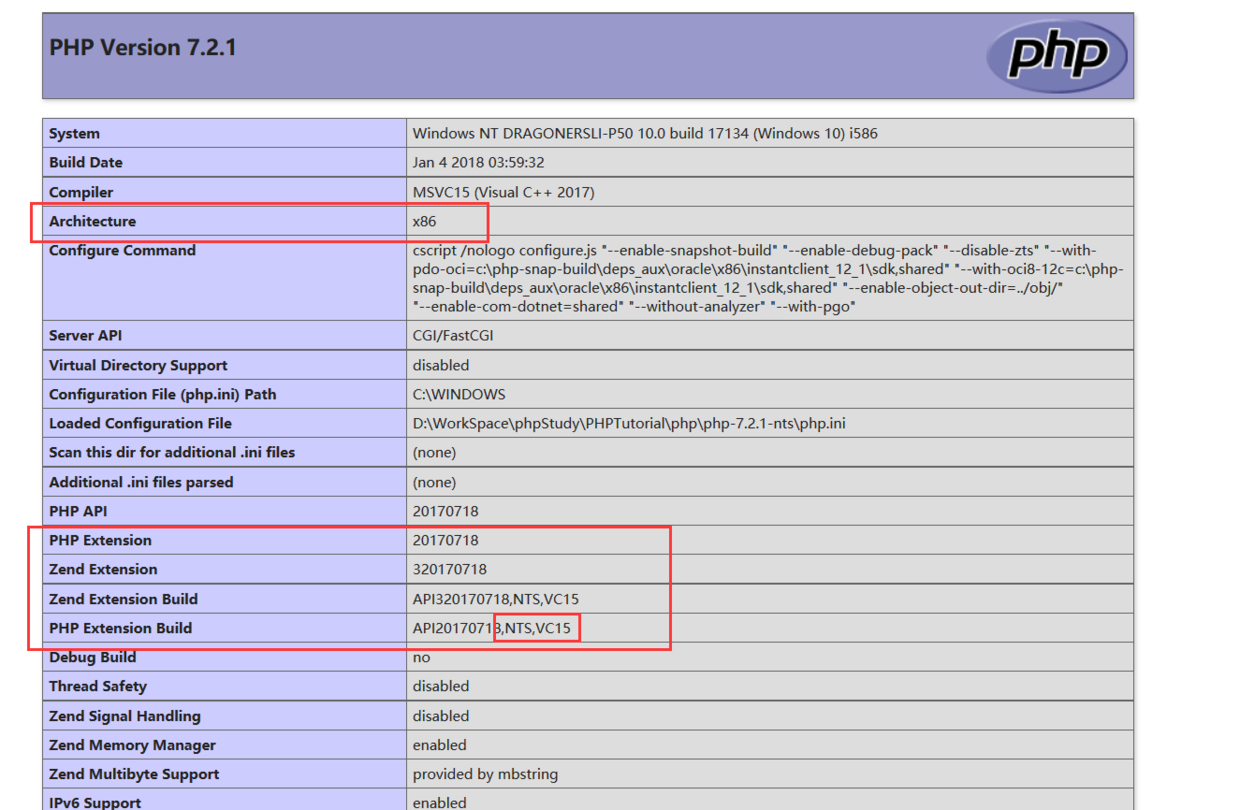 PHP Version 7.2.1
php
System Windows NT DRAGONERSLI-P50 10.0 build 17134 (Windows 10) i586
Build Date Jan 4 2018 03:59:32
Compiler MSVC15 (Visual C++ 2017)
Architecture x86
Configure Command cscript /nologo configure.js "--enable-snapshot-build" "--enable-debug-pack" "--disable-zts" "--with-
pdo-oci=c:\php-snap-build\deps_aux\oracle\x86\instantclient_12_1\sdk,shared" "--with-oci8-12c=c:\php-
snap-build\deps_aux\oracle\x86\instantclient_12_1\sdk,shared" "--enable-object-out-dir=../obj/"
"--enable-com-dotnet=shared" "--without-analyzer" "--with-pgo"
Server API CGI/FastCGI
Virtual Directory Support disabled
Configuration File (php.ini) Path C:\WINDOWS
Loaded Configuration File D:\WorkSpace\phpStudy\PHPTutorial\php\php-7.2.1-nts\php.ini
Scan this dir for additional .ini files (none)
Additional .ini files parsed (none)
PHP API 20170718
PHP Extension 20170718
Zend Extension 320170718
Zend Extension Build API320170718,NTS,VC15
PHP Extension Build API20170718,NTS,VC15
Debug Build no
Thread Safety disabled
Zend Signal Handling disabled
Zend Memory Manager enabled
Zend Multibyte Support provided by mbstring
IPv6 Support enabled